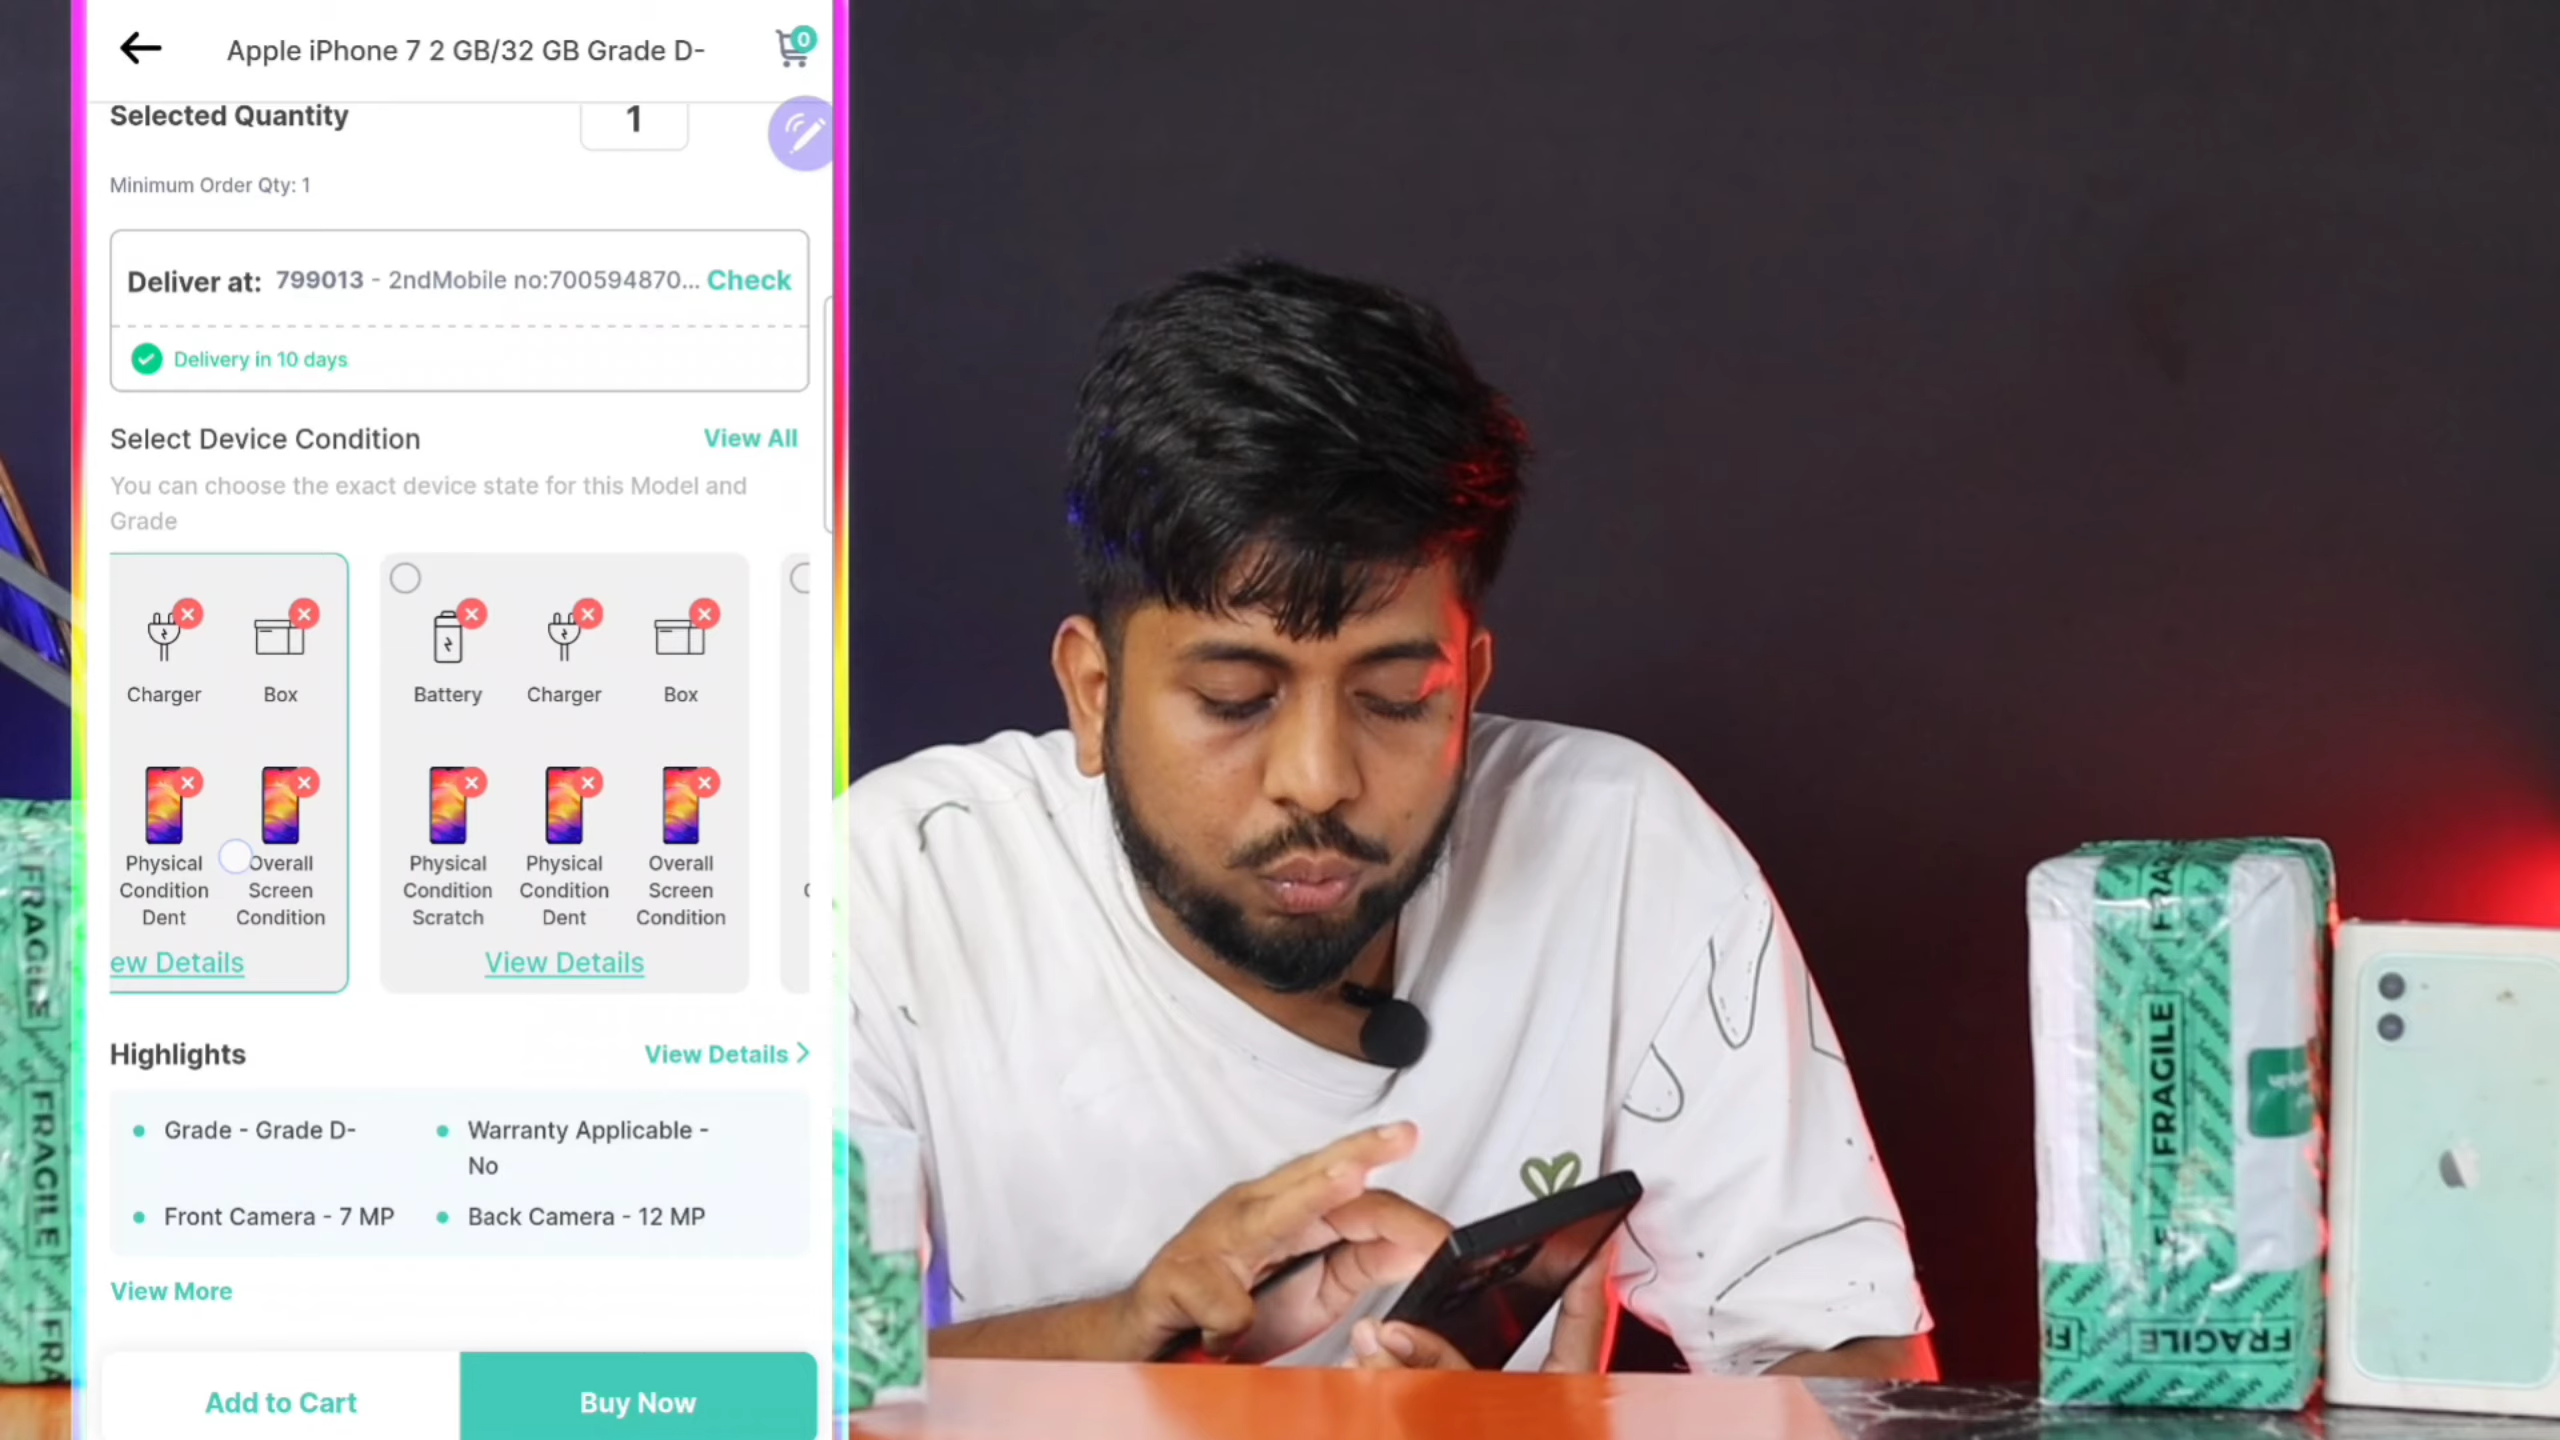 Apple iPhone 7 2 GB/32 GB Grade D-
0
Selected Quantity
1
Minimum Order Qty: 1
Deliver at: 799013 - 2ndMobile no:700594870... Check
Delivery in 10 days
Select Device Condition
View All
You can choose the exact device state for this Model and
Grade
Charger
Box
Battery
Charger
Box
Physical
Condition
Dent
Overall
Screen
Condition
Physical
Condition
Scratch
Physical
Condition
Dent
Overall
Screen
Condition
ew Details
View Details
Highlights
View Details
Grade - Grade D-
Warranty Applicable -
No
Front Camera - 7 MP
Back Camera - 12 MP
View More
Add to Cart
Buy Now
FRAGILE
FRAGILE
FRA
FRA
FRAGILE
FRAGILE